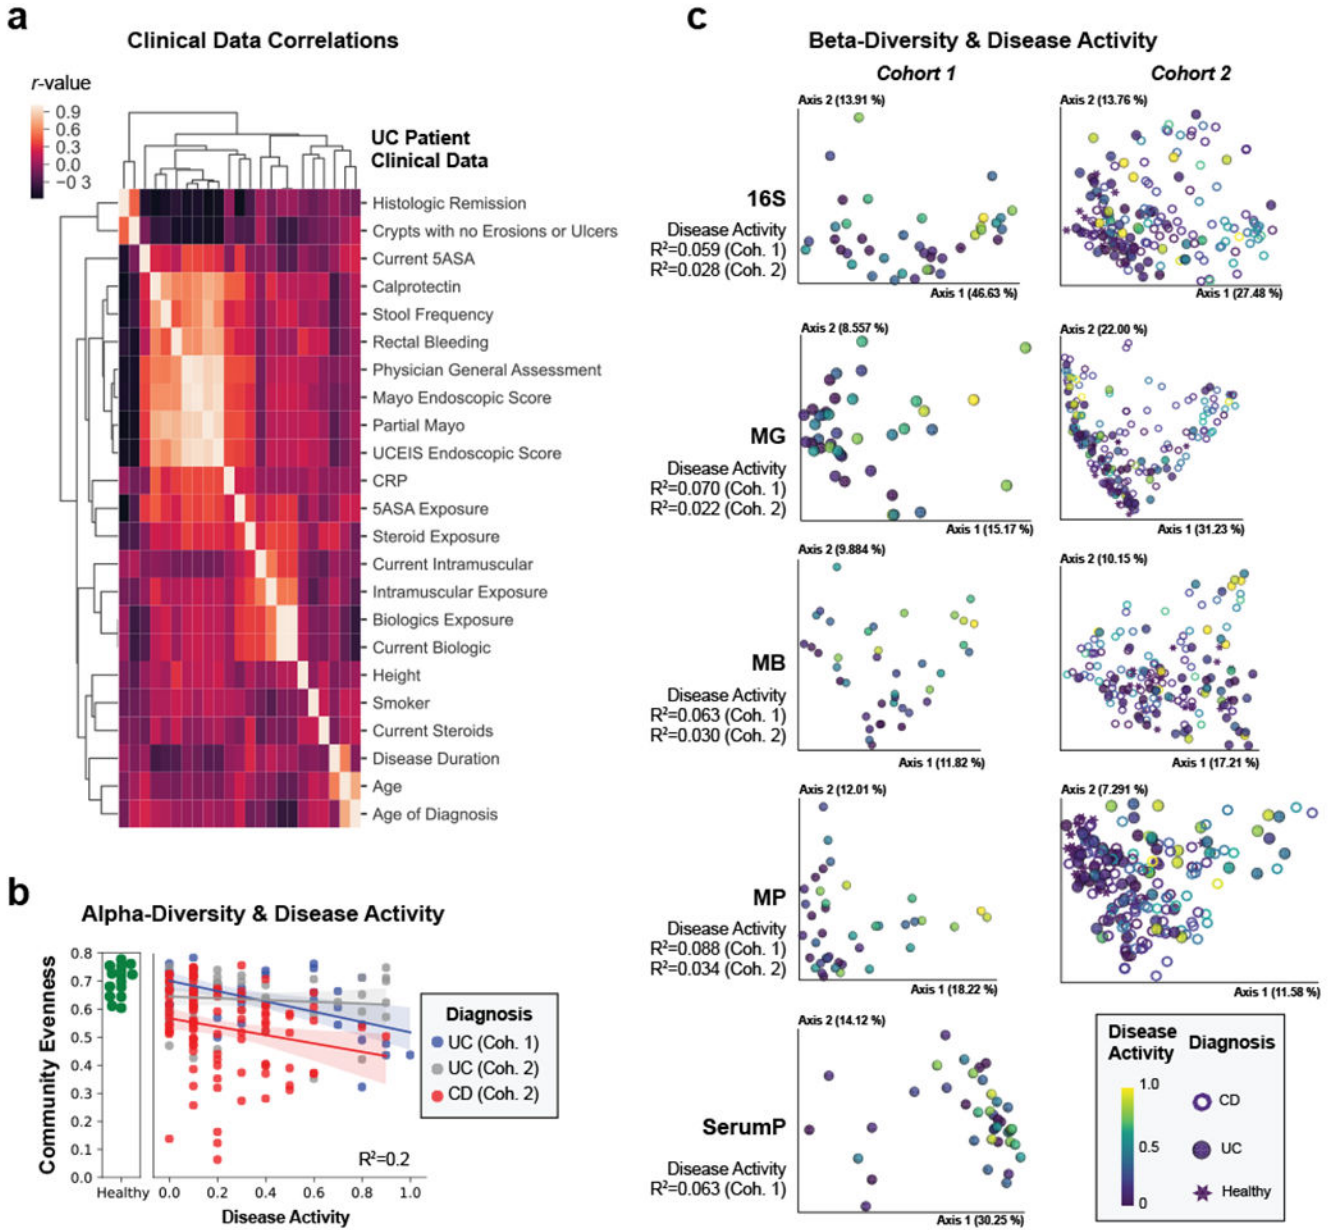 a
Clinical Data Correlations
r-value
0.9
0.6
0.3
0.0
−0 3
UC Patient
Clinical Data
Histologic Remission
Crypts with no Erosions or Ulcers
Current 5ASA
Calprotectin
Stool Frequency
Rectal Bleeding
Physician General Assessment
Mayo Endoscopic Score
Partial Mayo
UCEIS Endoscopic Score
CRP
5ASA Exposure
Steroid Exposure
Current Intramuscular
Intramuscular Exposure
Biologics Exposure
Current Biologic
Height
Smoker
Current Steroids
Disease Duration
Age
Age of Diagnosis
b
Alpha-Diversity & Disease Activity
Community Evenness
0.8
0.7
0.6
0.5
0.4
0.3
0.2
0.1
0.0
Healthy
0.0 0.2 0.4 0.6 0.8 1.0
R²=0.2
Disease Activity
Diagnosis
UC (Coh. 1)
UC (Coh. 2)
CD (Coh. 2)
c
Beta-Diversity & Disease Activity
Cohort 1 Cohort 2
16S
Disease Activity
R²=0.059 (Coh. 1)
R²=0.028 (Coh. 2)
Axis 2 (13.91 %)
Axis 1 (46.63 %)
Axis 2 (13.76 %)
Axis 1 (27.48 %)
MG
Disease Activity
R²=0.070 (Coh. 1)
R²=0.022 (Coh. 2)
Axis 2 (8.557 %)
Axis 1 (15.17 %)
Axis 2 (22.00 %)
Axis 1 (31.23 %)
MB
Disease Activity
R²=0.063 (Coh. 1)
R²=0.030 (Coh. 2)
Axis 2 (9.884 %)
Axis 1 (11.82 %)
Axis 2 (10.15 %)
Axis 1 (17.21 %)
MP
Disease Activity
R²=0.088 (Coh. 1)
R²=0.034 (Coh. 2)
Axis 2 (12.01 %)
Axis 1 (18.22 %)
Axis 2 (7.291 %)
Axis 1 (11.58 %)
SerumP
Disease Activity
R²=0.063 (Coh. 1)
Axis 2 (14.12 %)
Axis 1 (30.25 %)
Disease
Activity
1.0
0.5
0
Diagnosis
CD
UC
Healthy